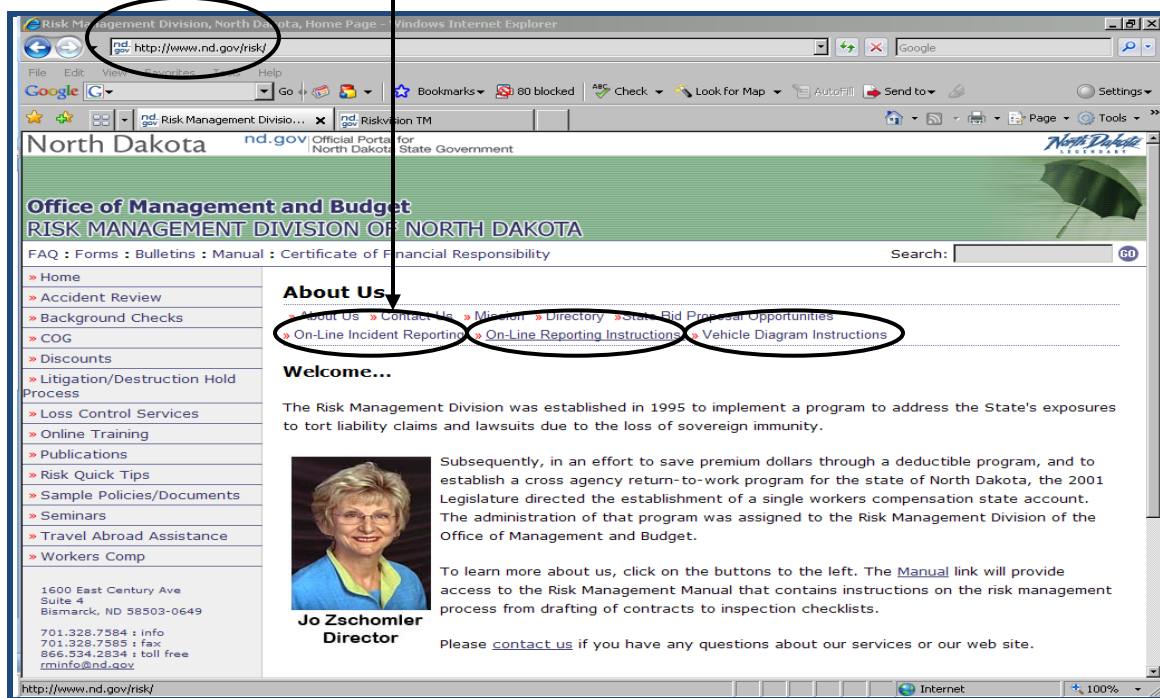 Risk Management Division, North Dakota, Home Page - Windows Internet Explorer
nd.gov http://www.nd.gov/risk/
Google
File Edit View Favorites Tools Help
Google G Go Bookmarks 80 blocked ABC Check Look for Map AutoFill Send to Settings
nd.gov Risk Management Divisio... x nd.gov Riskvision TM Page Tools »
North Dakota nd.gov Official Portal for
North Dakota State Government
North Dakota
LEGENDARY
Office of Management and Budget
RISK MANAGEMENT DIVISION OF NORTH DAKOTA
FAQ : Forms : Bulletins : Manual : Certificate of Financial Responsibility
Search: GO
» Home
» Accident Review
» Background Checks
» COG
» Discounts
» Litigation/Destruction Hold
Process
» Loss Control Services
» Online Training
» Publications
» Risk Quick Tips
» Sample Policies/Documents
» Seminars
» Travel Abroad Assistance
» Workers Comp
1600 East Century Ave
Suite 4
Bismarck, ND 58503-0649
701.328.7584 : info
701.328.7585 : fax
866.534.2834 : toll free
rminfo@nd.gov
About Us
» About Us » Contact Us » Mission » Directory »State Bid Proposal Opportunities
» On-Line Incident Reporting » On-Line Reporting Instructions » Vehicle Diagram Instructions
Welcome...
The Risk Management Division was established in 1995 to implement a program to address the State's exposures
to tort liability claims and lawsuits due to the loss of sovereign immunity.
Subsequently, in an effort to save premium dollars through a deductible program, and to
establish a cross agency return-to-work program for the state of North Dakota, the 2001
Legislature directed the establishment of a single workers compensation state account.
The administration of that program was assigned to the Risk Management Division of the
Office of Management and Budget.
To learn more about us, click on the buttons to the left. The Manual link will provide
access to the Risk Management Manual that contains instructions on the risk management
process from drafting of contracts to inspection checklists.
Please contact us if you have any questions about our services or our web site.
Jo Zschomler
Director
http://www.nd.gov/risk/ Internet 100%